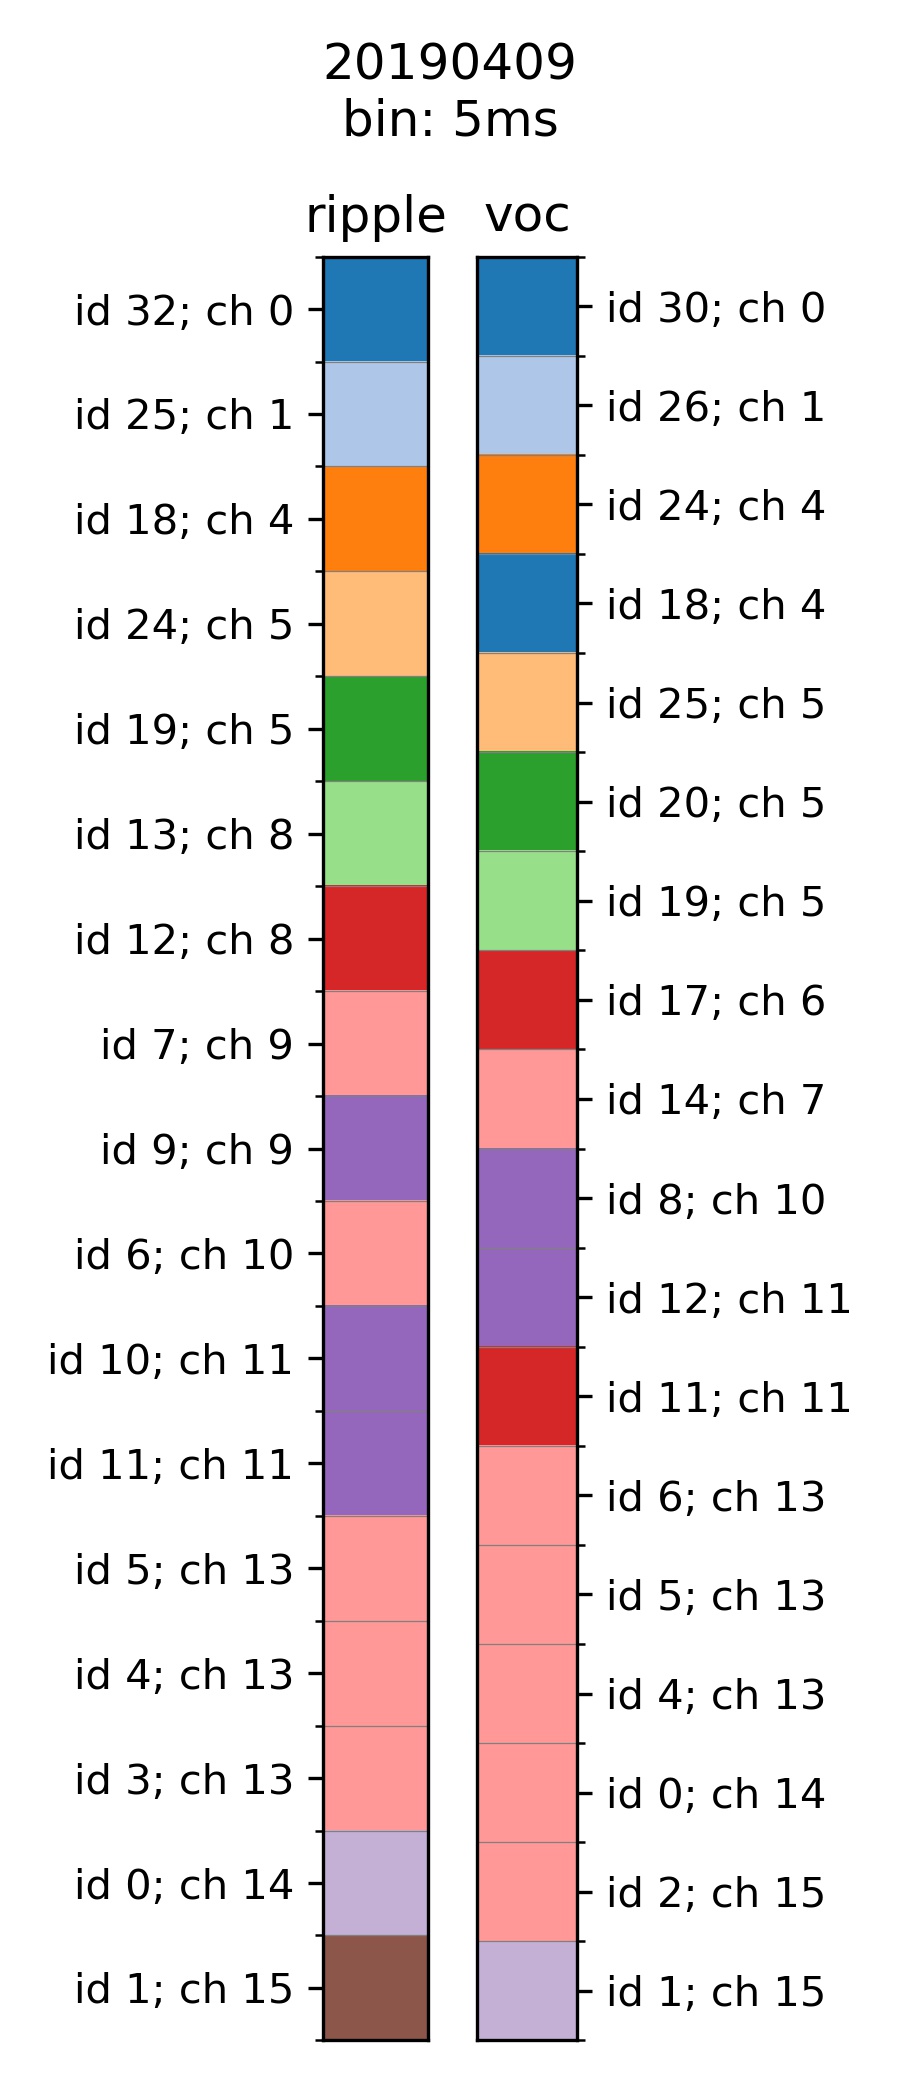 20190409
bin: 5ms
ripple
voc
id 32; ch 0
id 25; ch 1
id 18; ch 4
id 24; ch 5
id 19; ch 5
id 13; ch 8
id 12; ch 8
id 7; ch 9
id 9; ch 9
id 6; ch 10
id 10; ch 11
id 11; ch 11
id 5; ch 13
id 4; ch 13
id 3; ch 13
id 0; ch 14
id 1; ch 15
id 30; ch 0
id 26; ch 1
id 24; ch 4
id 18; ch 4
id 25; ch 5
id 20; ch 5
id 19; ch 5
id 17; ch 6
id 14; ch 7
id 8; ch 10
id 12; ch 11
id 11; ch 11
id 6; ch 13
id 5; ch 13
id 4; ch 13
id 0; ch 14
id 2; ch 15
id 1; ch 15